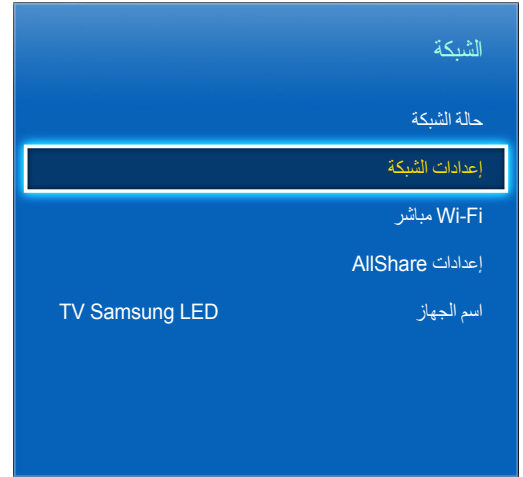 الشبكة
حالة الشبكة
إعدادات الشبكة
Wi-Fi مباشر
إعدادات AllShare
اسم الجهاز TV Samsung LED